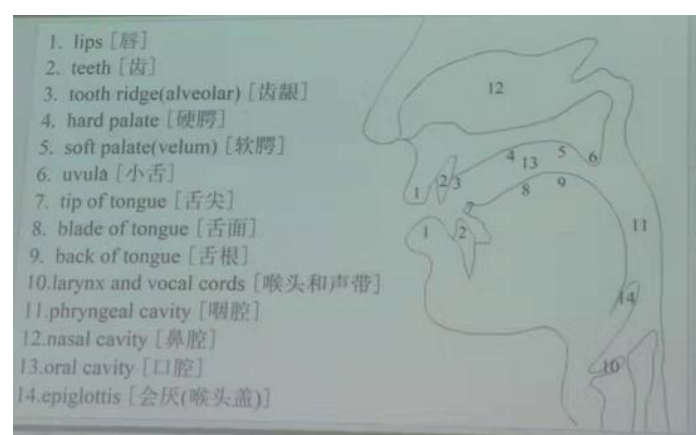 1. lips [唇]
2. teeth [齿]
3. tooth ridge(alveolar) [齿龈]
4. hard palate [硬腭]
5. soft palate(velum) [软腭]
6. uvula [小舌]
7. tip of tongue [舌尖]
8. blade of tongue [舌面]
9. back of tongue [舌根]
10.larynx and vocal cords [喉头和声带]
11.phryngeal cavity [咽腔]
12.nasal cavity [鼻腔]
13.oral cavity [口腔]
14.epiglottis [会厌(喉头盖)]
12
4 13 5 6
1 2 3
8 9
7
1 2
11
14
10